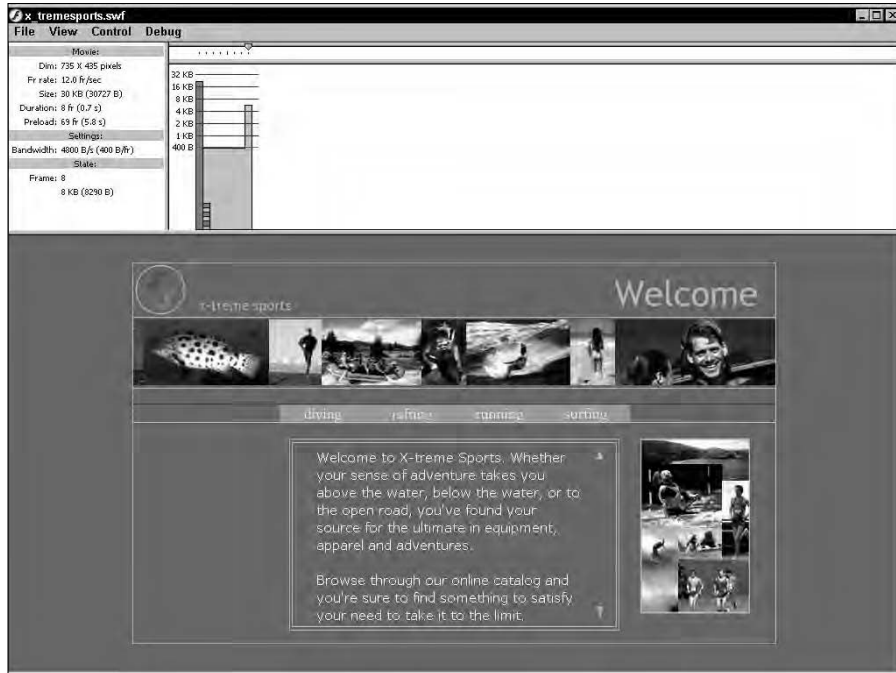 x_tremesports.swf
File View Control Debug
Movie:
Dim: 735 X 435 pixels
Fr rate: 12.0 fr/sec
Size: 30 KB (30727 B)
Duration: 8 fr (0.7 s)
Preload: 69 fr (5.8 s)
Settings:
Bandwidth: 4800 B/s (400 B/fr)
State:
Frame: 8
8 KB (8290 B)
32 KB
16 KB
8 KB
4 KB
2 KB
1 KB
400 B
x-treme sports
Welcome
diving rafting running surfing
Welcome to X-treme Sports. Whether
your sense of adventure takes you
above the water, below the water, or to
the open road, you've found your
source for the ultimate in equipment,
apparel and adventures.
Browse through our online catalog and
you're sure to find something to satisfy
your need to take it to the limit.